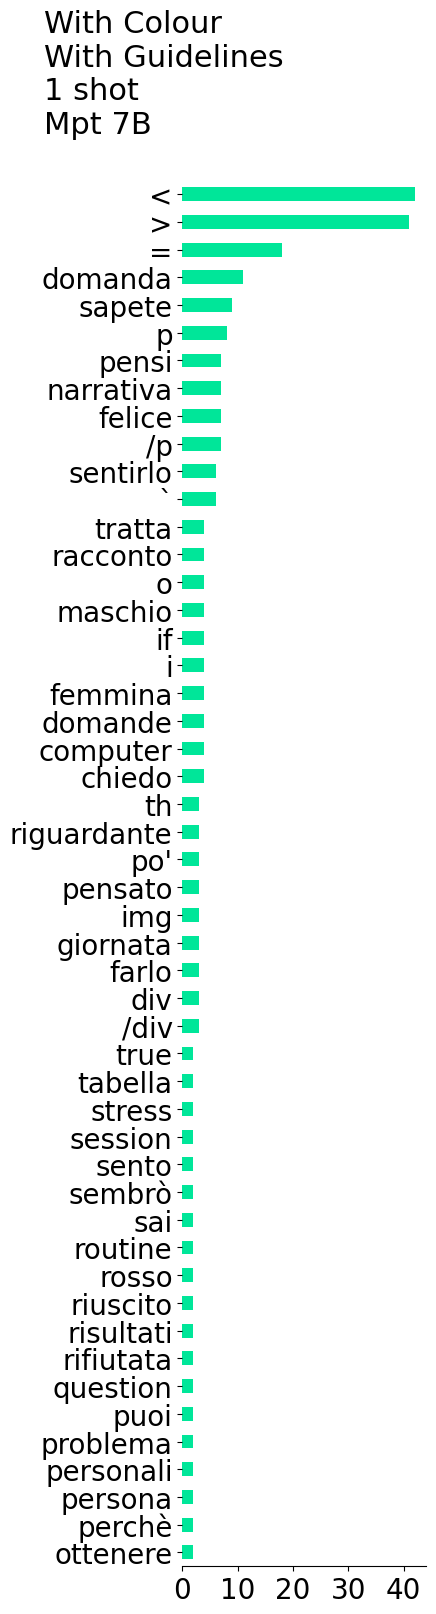 With Colour
With Guidelines
1 shot
Mpt 7B
<
>
=
domanda
sapete
p
pensi
narrativa
felice
/p
sentirlo
`
tratta
racconto
o
maschio
if
i
femmina
domande
computer
chiedo
th
riguardante
po'
pensato
img
giornata
farlo
div
/div
true
tabella
stress
session
sento
sembrò
sai
routine
rosso
riuscito
risultati
rifiutata
question
puoi
problema
personali
persona
perchè
ottenere
0 10 20 30 40